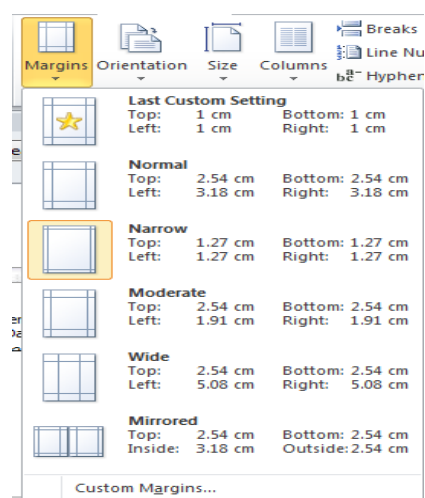 Breaks
Margins Orientation Size Columns Line Nu
Hyphen
Last Custom Setting
Top: 1 cm Bottom: 1 cm
Left: 1 cm Right: 1 cm
Normal
Top: 2.54 cm Bottom: 2.54 cm
Left: 3.18 cm Right: 3.18 cm
Narrow
Top: 1.27 cm Bottom: 1.27 cm
Left: 1.27 cm Right: 1.27 cm
Moderate
Top: 2.54 cm Bottom: 2.54 cm
Left: 1.91 cm Right: 1.91 cm
Wide
Top: 2.54 cm Bottom: 2.54 cm
Left: 5.08 cm Right: 5.08 cm
Mirrored
Top: 2.54 cm Bottom: 2.54 cm
Inside: 3.18 cm Outside: 2.54 cm
Custom Margins...